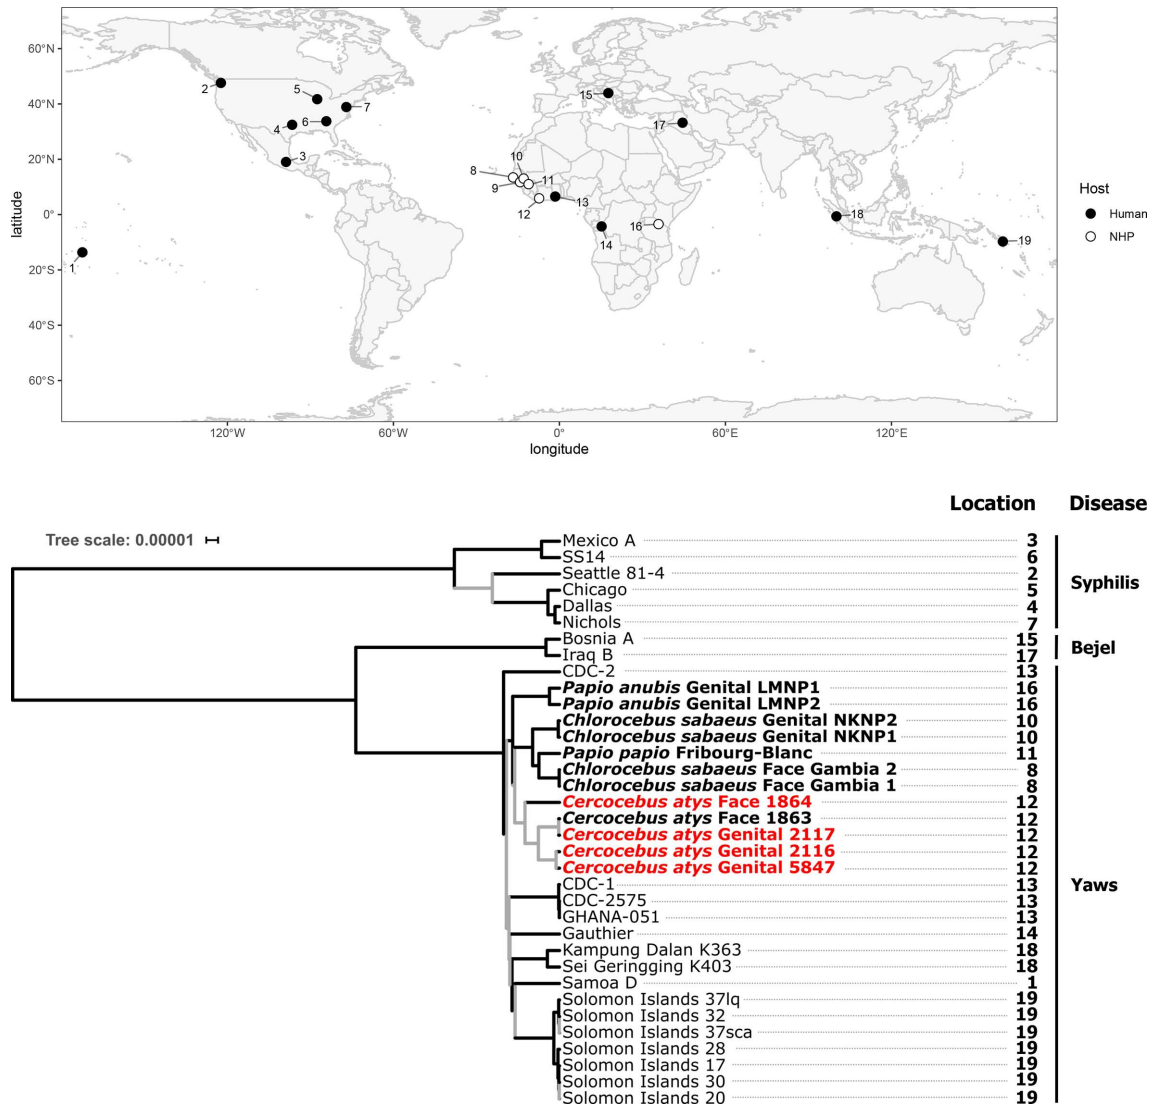 60°N
40°N
20°N
0°
20°S
40°S
60°S
latitude
120°W
60°W
0°
60°E
120°E
longitude
1
2
3
4
5
6
7
8
9
10
11
12
13
14
15
16
17
18
19
Host
Human
NHP
Location Disease
Tree scale: 0.00001
Mexico A 3
SS14 6
Seattle 81-4 2
Chicago 5
Dallas 4
Nichols 7
Syphilis
Bosnia A 15
Iraq B 17
Bejel
CDC-2 13
Papio anubis Genital LMNP1 16
Papio anubis Genital LMNP2 16
Chlorocebus sabaeus Genital NKNP2 10
Chlorocebus sabaeus Genital NKNP1 10
Papio papio Fribourg-Blanc 11
Chlorocebus sabaeus Face Gambia 2 8
Chlorocebus sabaeus Face Gambia 1 8
Cercocebus atys Face 1864 12
Cercocebus atys Face 1863 12
Cercocebus atys Genital 2117 12
Cercocebus atys Genital 2116 12
Cercocebus atys Genital 5847 12
CDC-1 13
CDC-2575 13
GHANA-051 13
Gauthier 14
Kampung Dalan K363 18
Sei Geringging K403 18
Samoa D 1
Solomon Islands 37lq 19
Solomon Islands 32 19
Solomon Islands 37sca 19
Solomon Islands 28 19
Solomon Islands 17 19
Solomon Islands 30 19
Solomon Islands 20 19
Yaws